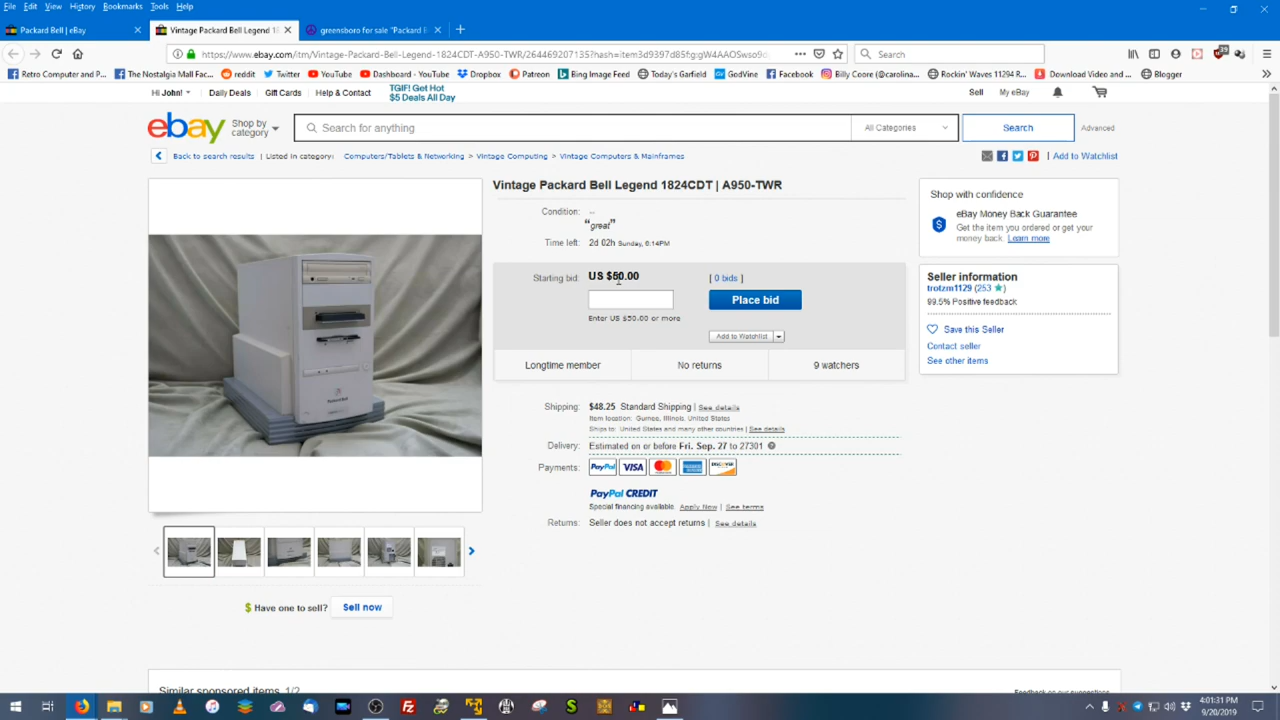 File Edit View History Bookmarks Tools Help
Packard Bell | eBay
Vintage Packard Bell Legend 18
greensboro for sale "Packard B
https://www.ebay.com/itm/Vintage-Packard-Bell-Legend-1824CDT-A950-TWR/264469207135?hash=item3d9397d85f:g:gW4AAOSwso9d
Search
39
Retro Computer and P...
The Nostalgia Mall Fac...
reddit
Twitter
YouTube
Dashboard - YouTube
Dropbox
Patreon
Bing Image Feed
Today's Garfield
GodVine
Facebook
Billy Coore (@carolina...
Rockin' Waves 11294 R...
Download Video and ...
Blogger
Hi John! Daily Deals Gift Cards Help & Contact
TGIF! Get Hot
$5 Deals All Day
Sell My eBay
ebay
Shop by
category
Search for anything
All Categories
Search
Advanced
Back to search results | Listed in category: Computers/Tablets & Networking > Vintage Computing > Vintage Computers & Mainframes
| Add to Watchlist
Vintage Packard Bell Legend 1824CDT | A950-TWR
Condition: --
"great"
Time left: 2d 02h Sunday, 6:14PM
Starting bid: US $50.00 [ 0 bids ]
Place bid
Enter US $50.00 or more
Add to Watchlist
Longtime member
No returns
9 watchers
Shipping: $48.25 Standard Shipping | See details
Item location: Gurnee, Illinois, United States
Ships to: United States and many other countries | See details
Delivery: Estimated on or before Fri. Sep. 27 to 27301
Payments: PayPal VISA
PayPal CREDIT
Special financing available. Apply Now | See terms
Returns: Seller does not accept returns | See details
Shop with confidence
eBay Money Back Guarantee
Get the item you ordered or get your
money back. Learn more
Seller information
trotzm1129 (253 ★)
99.5% Positive feedback
Save this Seller
Contact seller
See other items
$ Have one to sell? Sell now
Similar sponsored items 1/2
Feedback on our suggestions
4:01:31 PM
9/20/2019